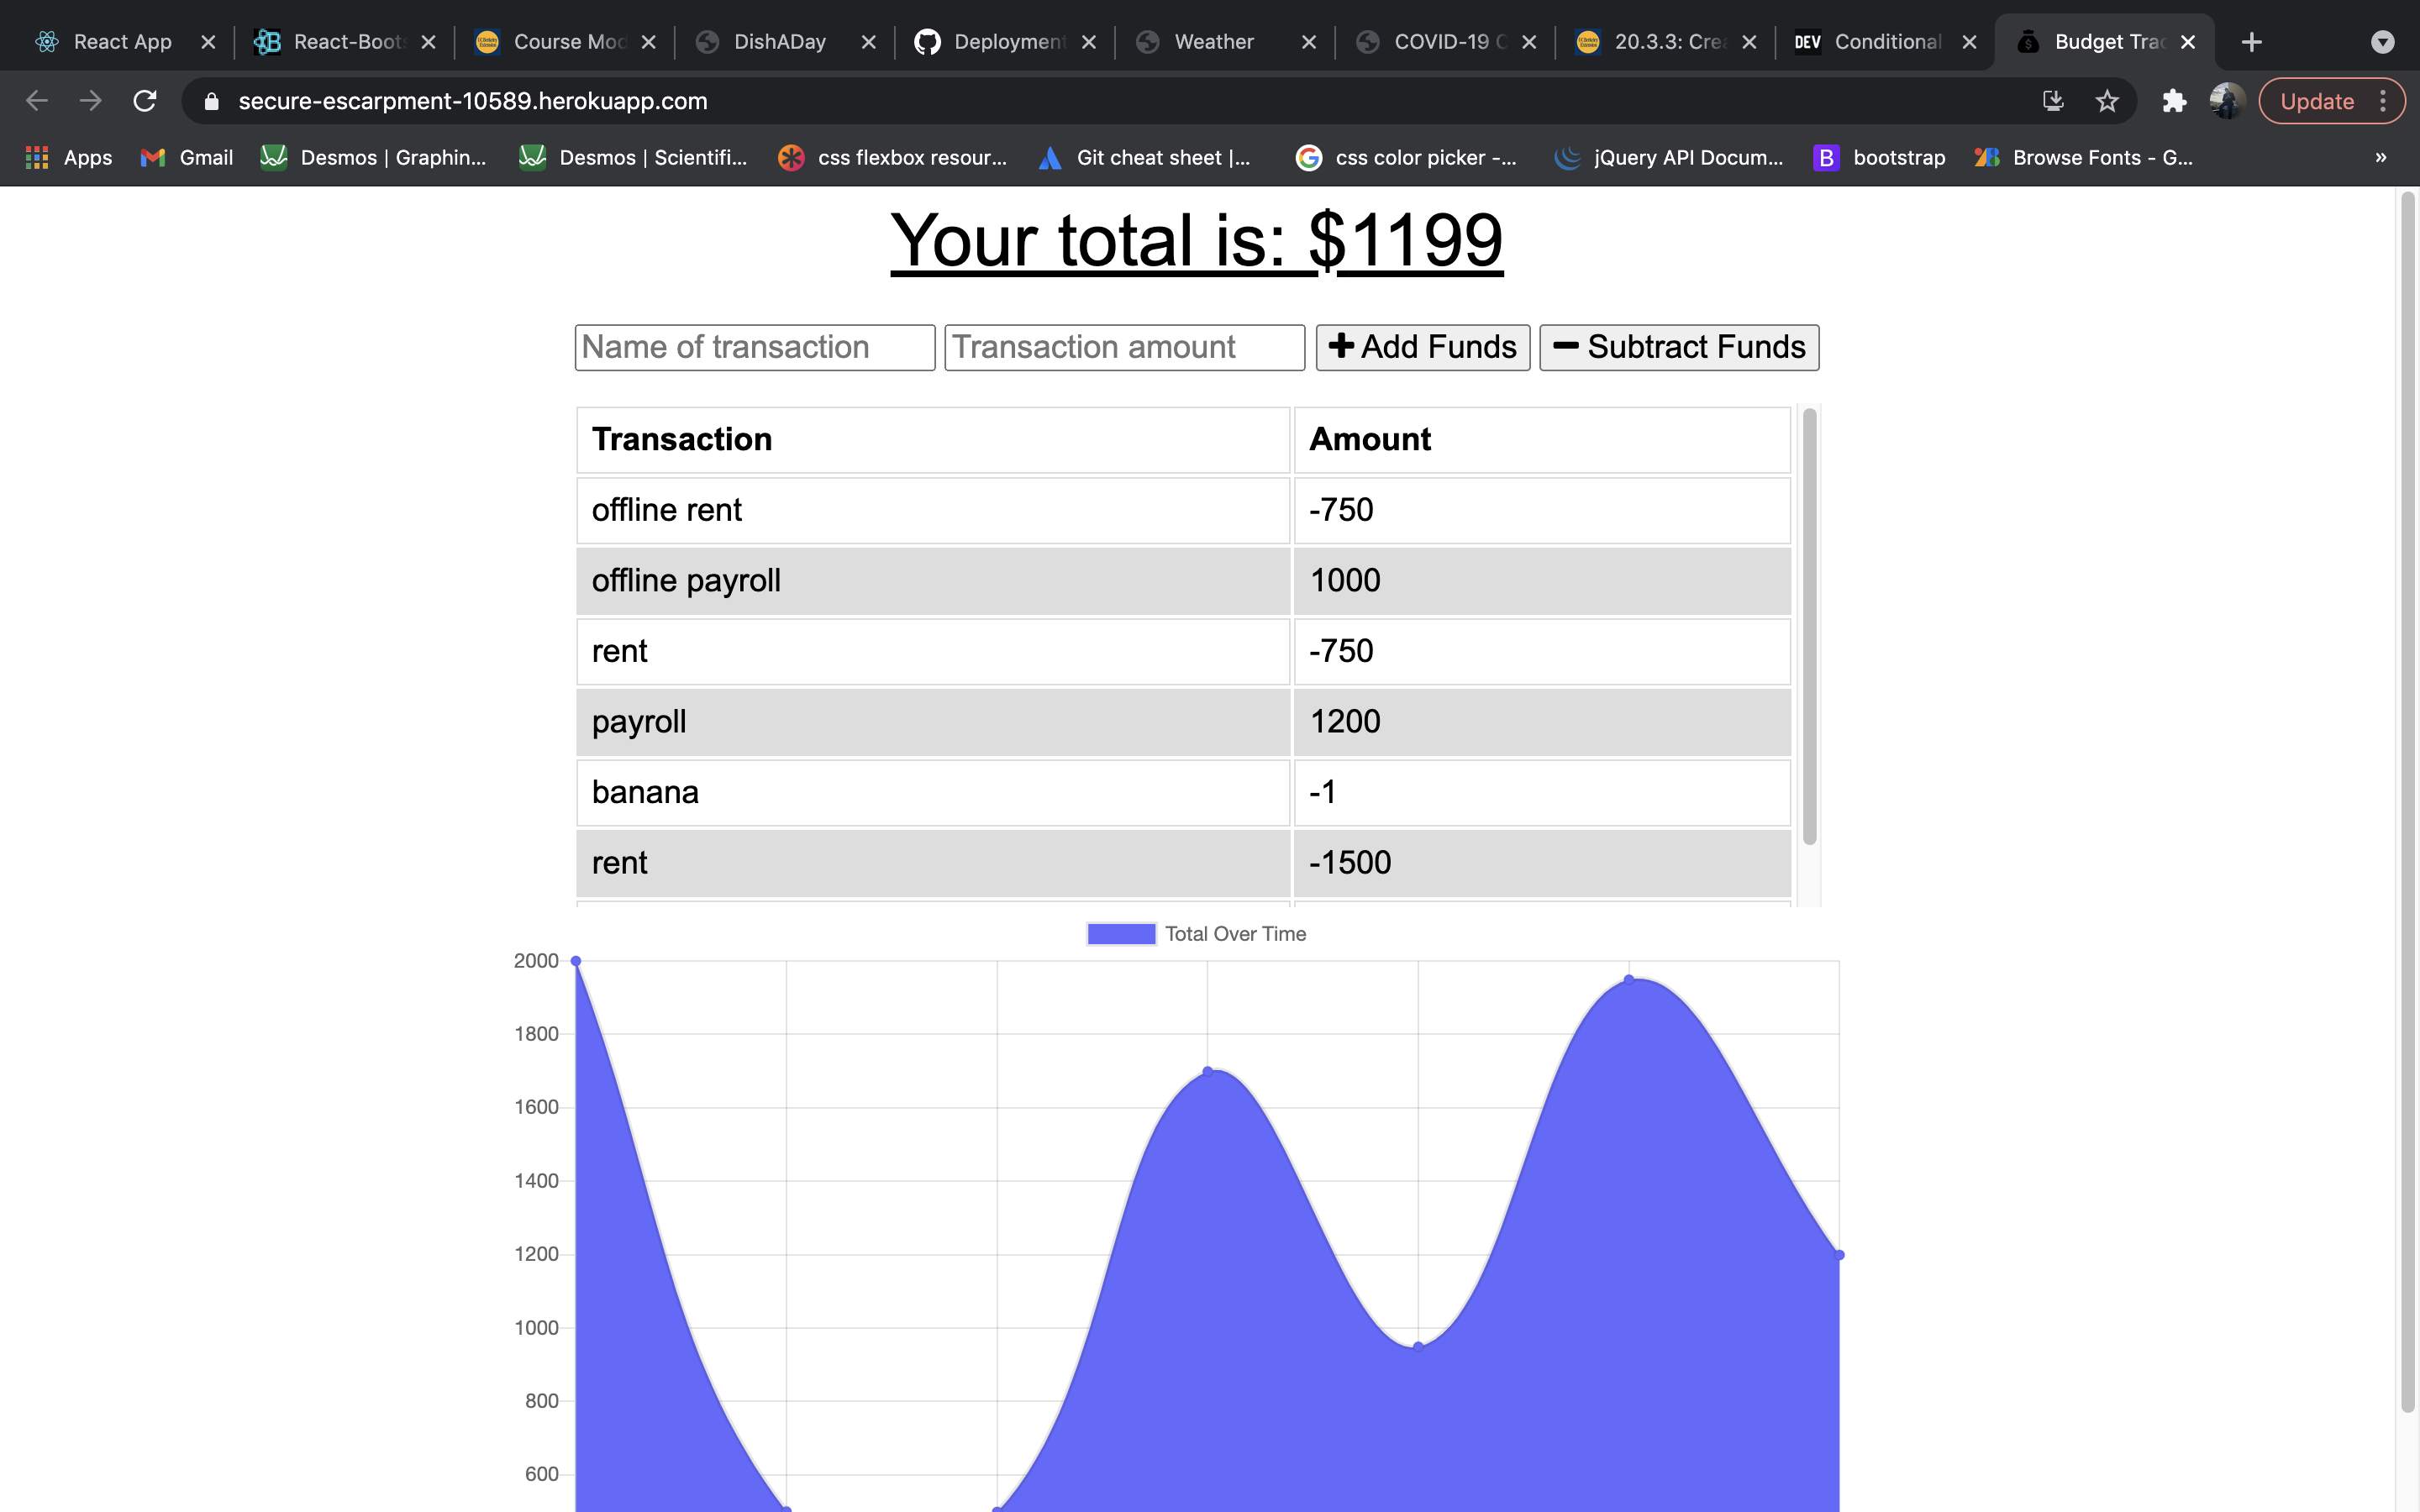 React App React-Boots Course Mod DishADay Deployment Weather COVID-19 C 20.3.3: Crea DEV Conditional Budget Trac
secure-escarpment-10589.herokuapp.com Update
Apps Gmail Desmos | Graphin... Desmos | Scientifi... css flexbox resour... Git cheat sheet |... css color picker -... jQuery API Docum... B bootstrap Browse Fonts - G... »
Your total is: $1199
Name of transaction Transaction amount Add Funds Subtract Funds
Transaction Amount
offline rent -750
offline payroll 1000
rent -750
payroll 1200
banana -1
rent -1500
Total Over Time
2000
1800
1600
1400
1200
1000
800
600